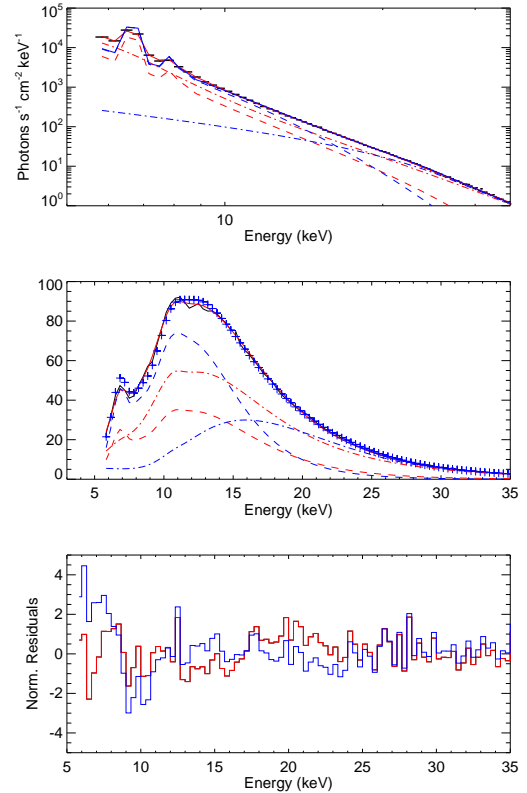 10⁵
10⁴
10³
10²
10¹
10⁰
Photons s⁻¹ cm⁻² keV⁻¹
10
Energy (keV)
100
80
60
40
20
0
5 10 15 20 25 30 35
Energy (keV)
4
2
0
-2
-4
Norm. Residuals
5 10 15 20 25 30 35
Energy (keV)